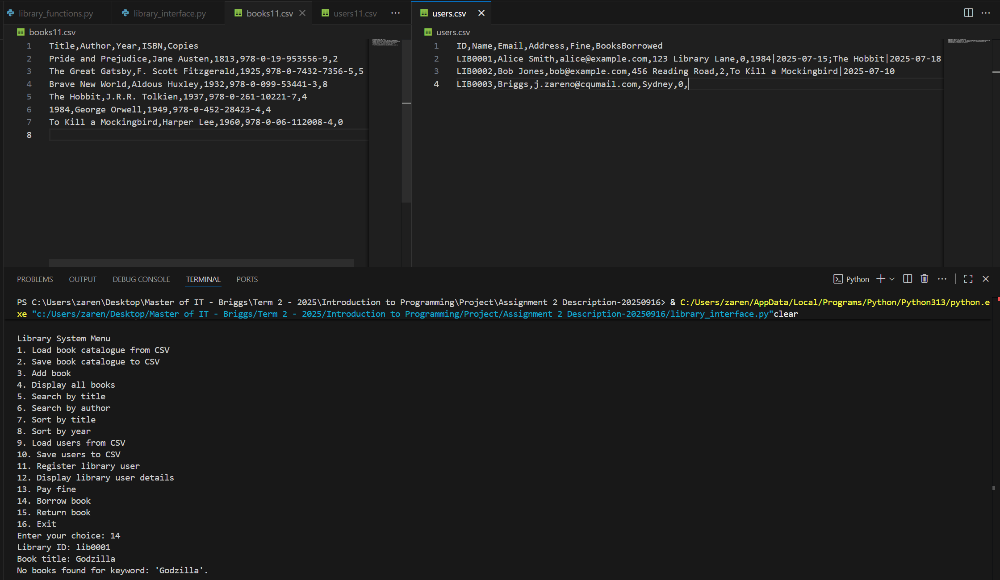 library_functions.py library_interface.py books11.csv users11.csv users.csv
books11.csv
1 Title,Author,Year,ISBN,Copies
2 Pride and Prejudice,Jane Austen,1813,978-0-19-953556-9,2
3 The Great Gatsby,F. Scott Fitzgerald,1925,978-0-7432-7356-5,5
4 Brave New World,Aldous Huxley,1932,978-0-099-53441-3,8
5 The Hobbit,J.R.R. Tolkien,1937,978-0-261-10221-7,4
6 1984,George Orwell,1949,978-0-452-28423-4,4
7 To Kill a Mockingbird,Harper Lee,1960,978-0-06-112008-4,0
8
users.csv
1 ID,Name,Email,Address,Fine,BooksBorrowed
2 LIB0001,Alice Smith,alice@example.com,123 Library Lane,0,1984|2025-07-15;The Hobbit|2025-07-18
3 LIB0002,Bob Jones,bob@example.com,456 Reading Road,2,To Kill a Mockingbird|2025-07-10
4 LIB0003,Briggs,j.zareno@cqumail.com,Sydney,0,
PROBLEMS OUTPUT DEBUG CONSOLE TERMINAL PORTS Python
PS C:\Users\zaren\Desktop\Master of IT - Briggs\Term 2 - 2025\Introduction to Programming\Project\Assignment 2 Description-20250916> & C:/Users/zaren/AppData/Local/Programs/Python/Python313/python.e
xe "c:/Users/zaren/Desktop/Master of IT - Briggs/Term 2 - 2025/Introduction to Programming/Project/Assignment 2 Description-20250916/library_interface.py"clear
Library System Menu
1. Load book catalogue from CSV
2. Save book catalogue to CSV
3. Add book
4. Display all books
5. Search by title
6. Search by author
7. Sort by title
8. Sort by year
9. Load users from CSV
10. Save users to CSV
11. Register library user
12. Display library user details
13. Pay fine
14. Borrow book
15. Return book
16. Exit
Enter your choice: 14
Library ID: lib0001
Book title: Godzilla
No books found for keyword: 'Godzilla'.